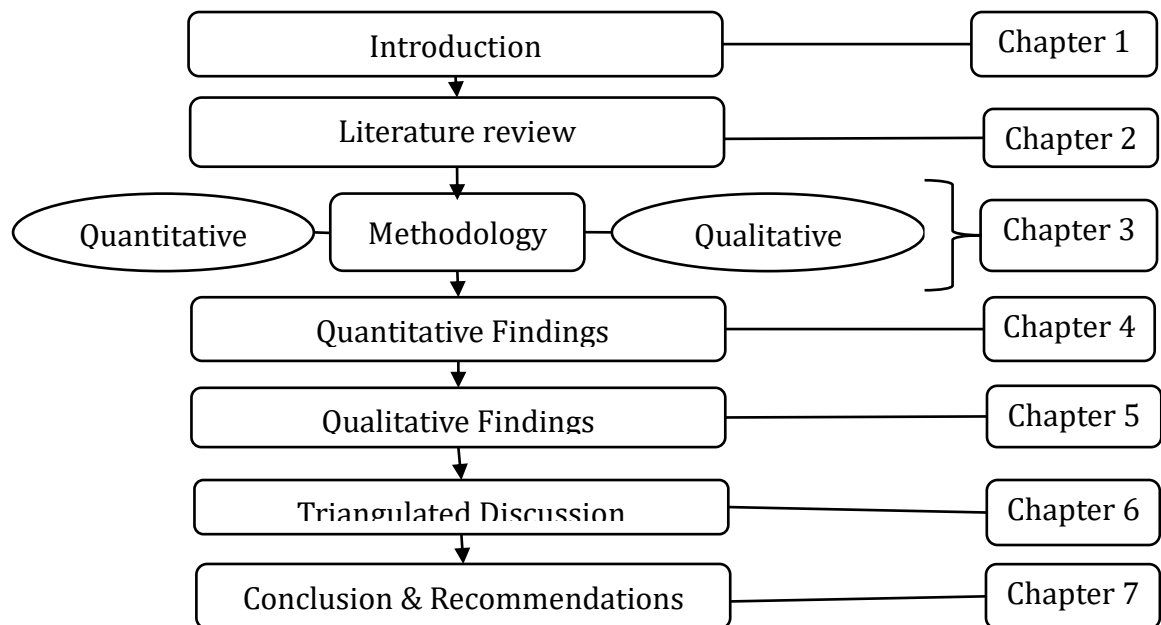 Introduction
Chapter 1
Literature review
Chapter 2
Quantitative
Methodology
Qualitative
Chapter 3
Quantitative Findings
Chapter 4
Qualitative Findings
Chapter 5
Triangulated Discussion
Chapter 6
Conclusion & Recommendations
Chapter 7